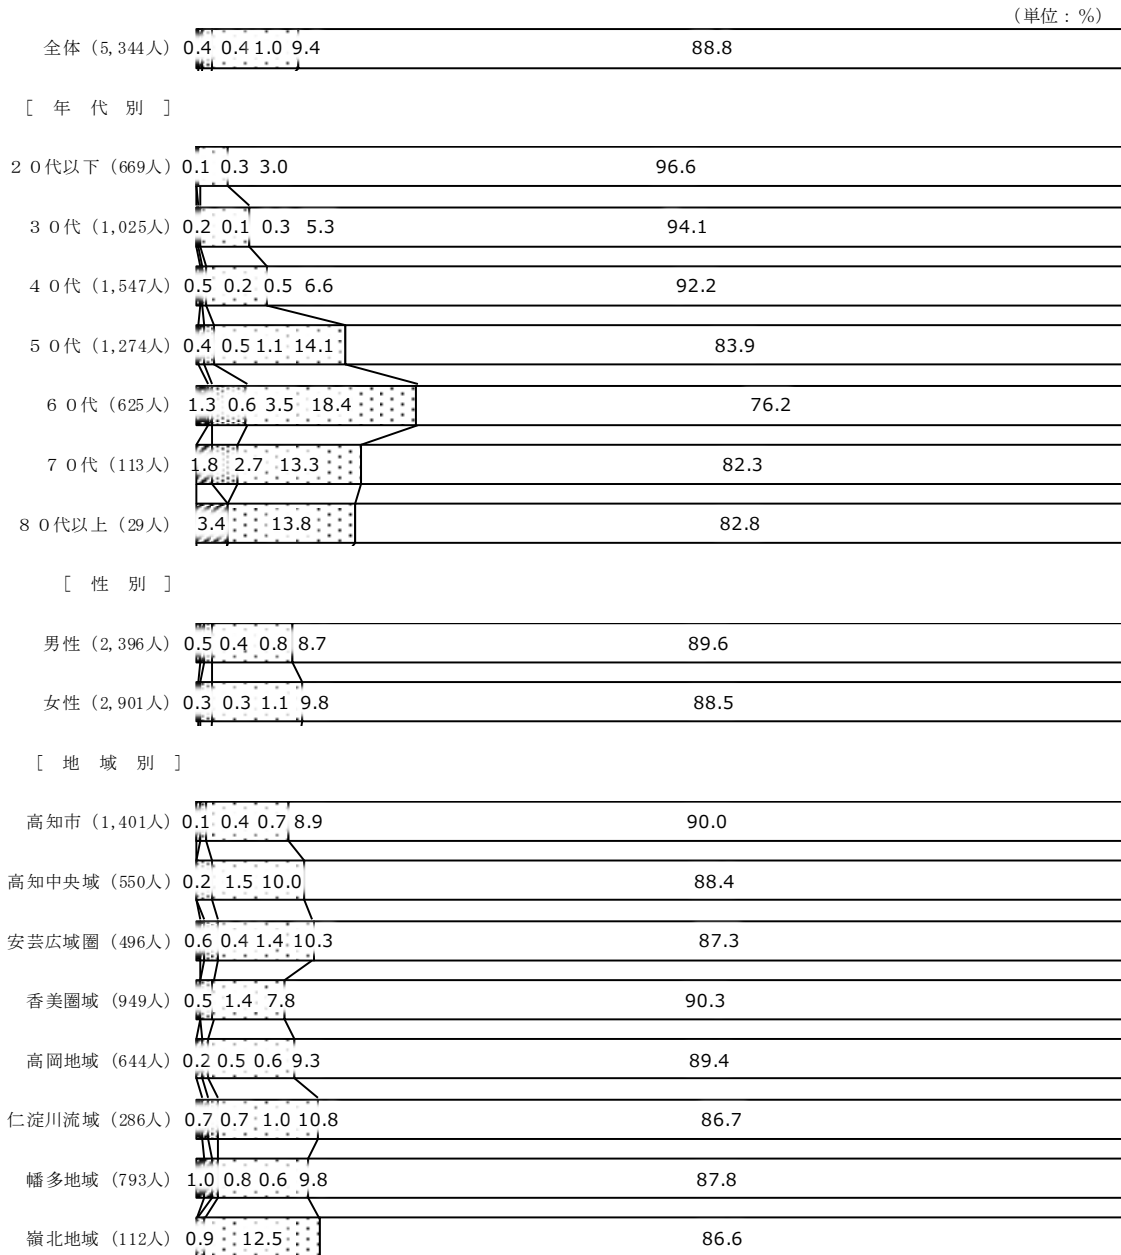 （単位：%）
全体（5,344人） 0.4 0.4 1.0 9.4 88.8
［ 年 代 別 ］
２０代以下（669人） 0.1 0.3 3.0 96.6
３０代（1,025人） 0.2 0.1 0.3 5.3 94.1
４０代（1,547人） 0.5 0.2 0.5 6.6 92.2
５０代（1,274人） 0.4 0.5 1.1 14.1 83.9
６０代（625人） 1.3 0.6 3.5 18.4 76.2
７０代（113人） 1.8 2.7 13.3 82.3
８０代以上（29人） 3.4 13.8 82.8
［ 性 別 ］
男性（2,396人） 0.5 0.4 0.8 8.7 89.6
女性（2,901人） 0.3 0.3 1.1 9.8 88.5
［ 地 域 別 ］
高知市（1,401人） 0.1 0.4 0.7 8.9 90.0
高知中央域（550人） 0.2 1.5 10.0 88.4
安芸広域圏（496人） 0.6 0.4 1.4 10.3 87.3
香美圏域（949人） 0.5 1.4 7.8 90.3
高岡地域（644人） 0.2 0.5 0.6 9.3 89.4
仁淀川流域（286人） 0.7 0.7 1.0 10.8 86.7
幡多地域（793人） 1.0 0.8 0.6 9.8 87.8
嶺北地域（112人） 0.9 12.5 86.6